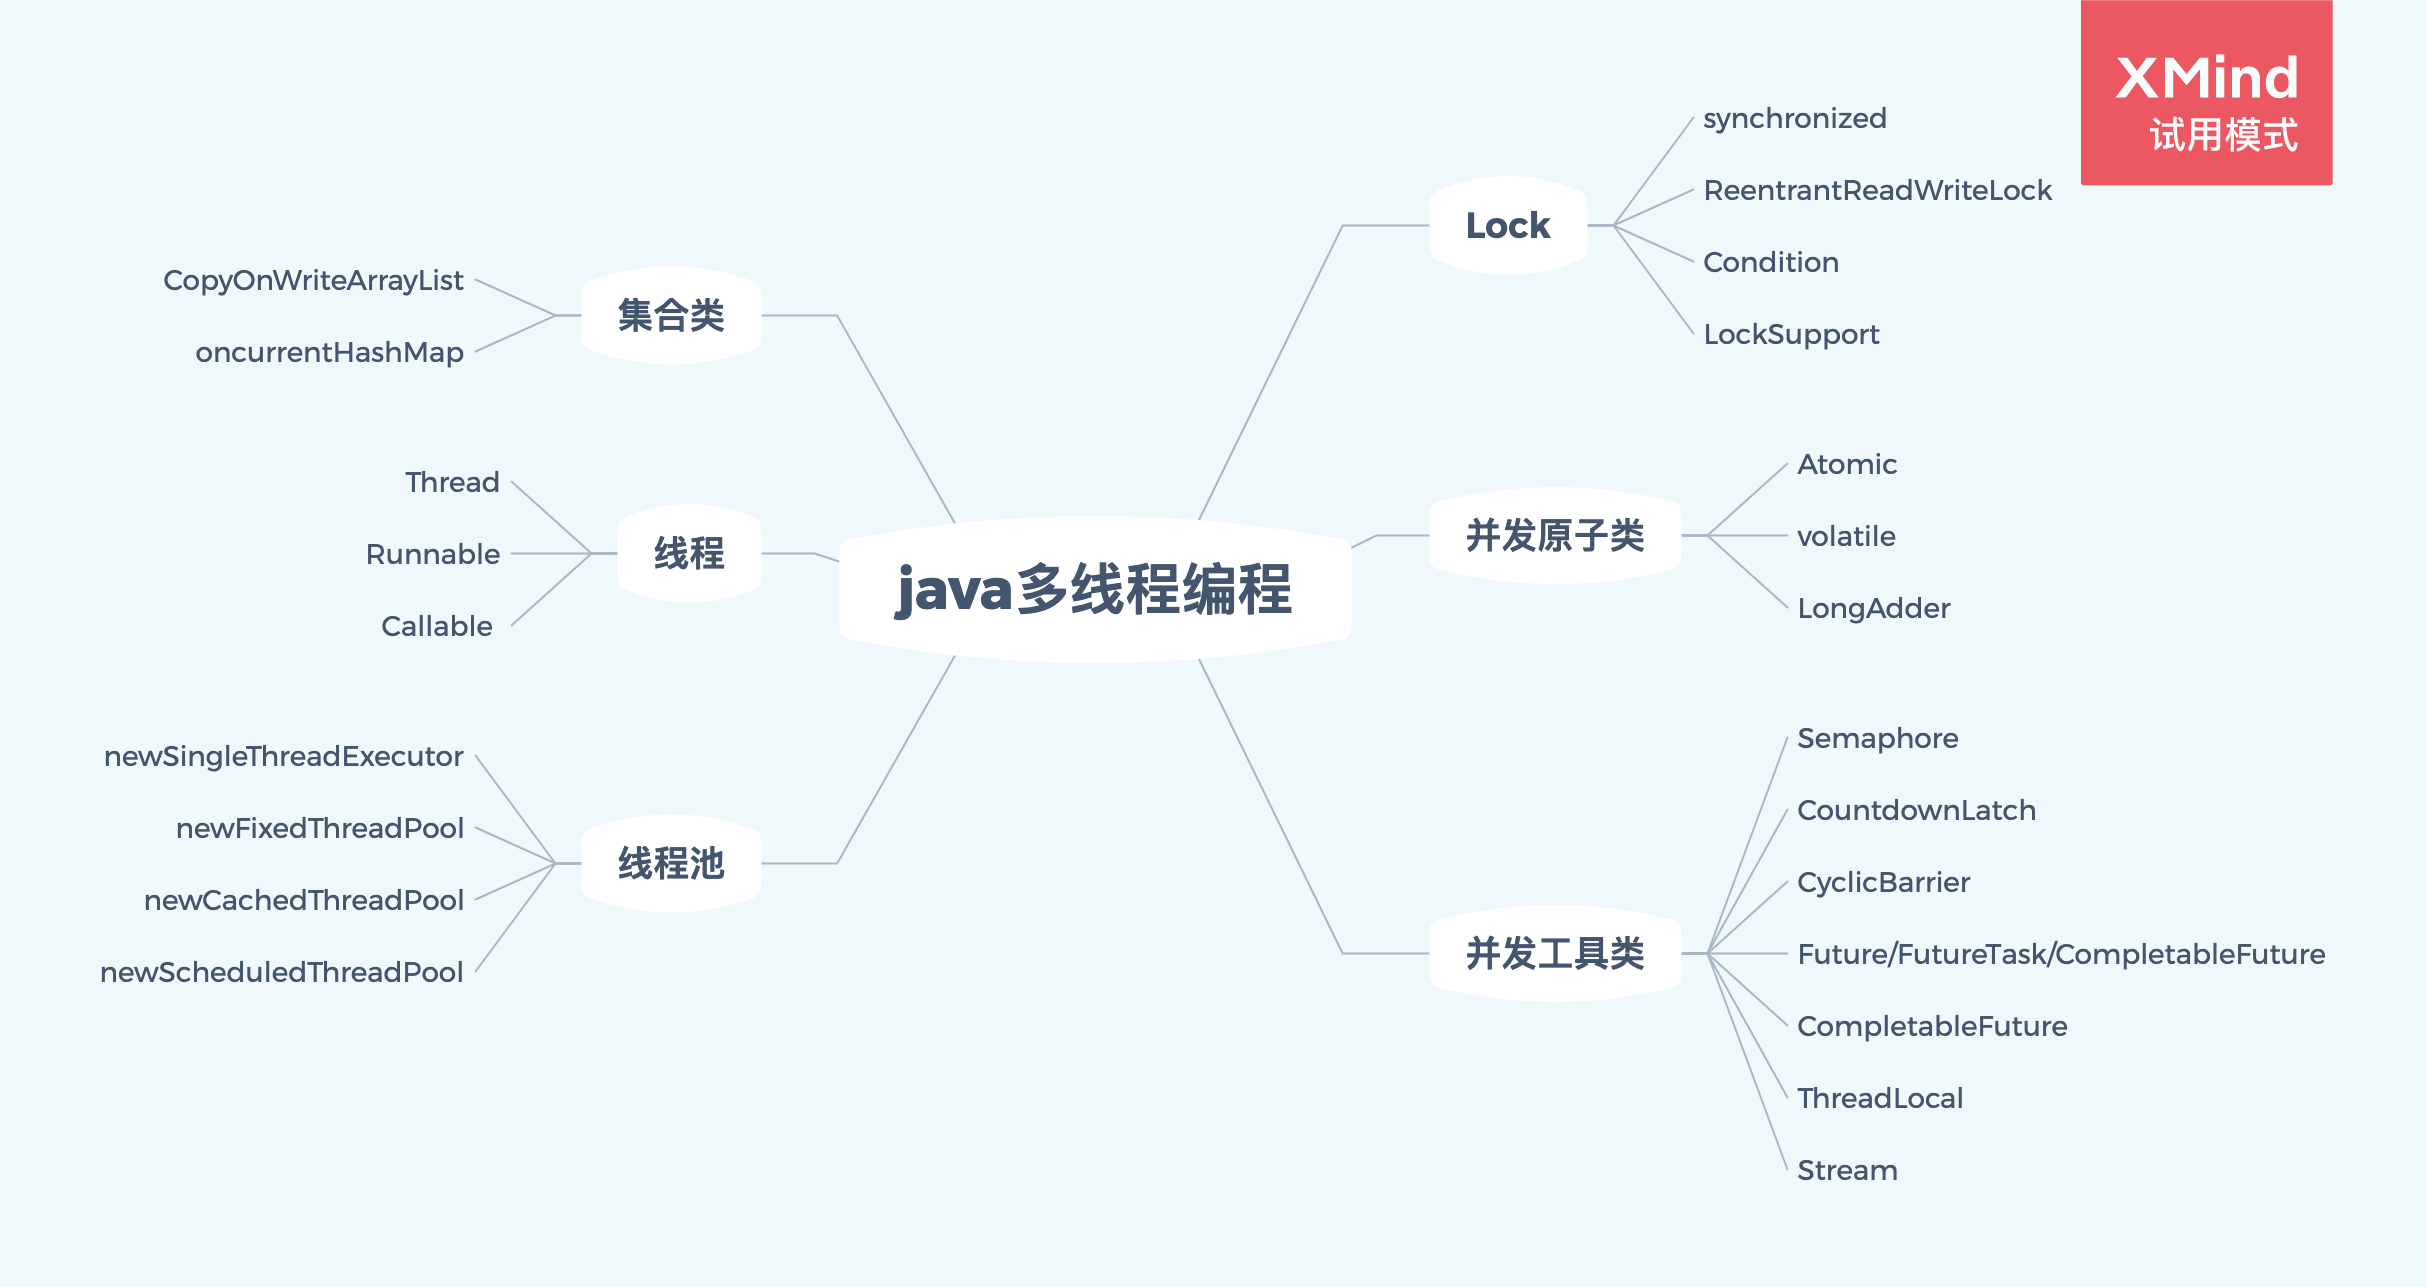 XMind
试用模式
java多线程编程
Lock
synchronized
ReentrantReadWriteLock
Condition
LockSupport
并发原子类
Atomic
volatile
LongAdder
并发工具类
Semaphore
CountdownLatch
CyclicBarrier
Future/FutureTask/CompletableFuture
CompletableFuture
ThreadLocal
Stream
集合类
CopyOnWriteArrayList
oncurrentHashMap
线程
Thread
Runnable
Callable
线程池
newSingleThreadExecutor
newFixedThreadPool
newCachedThreadPool
newScheduledThreadPool